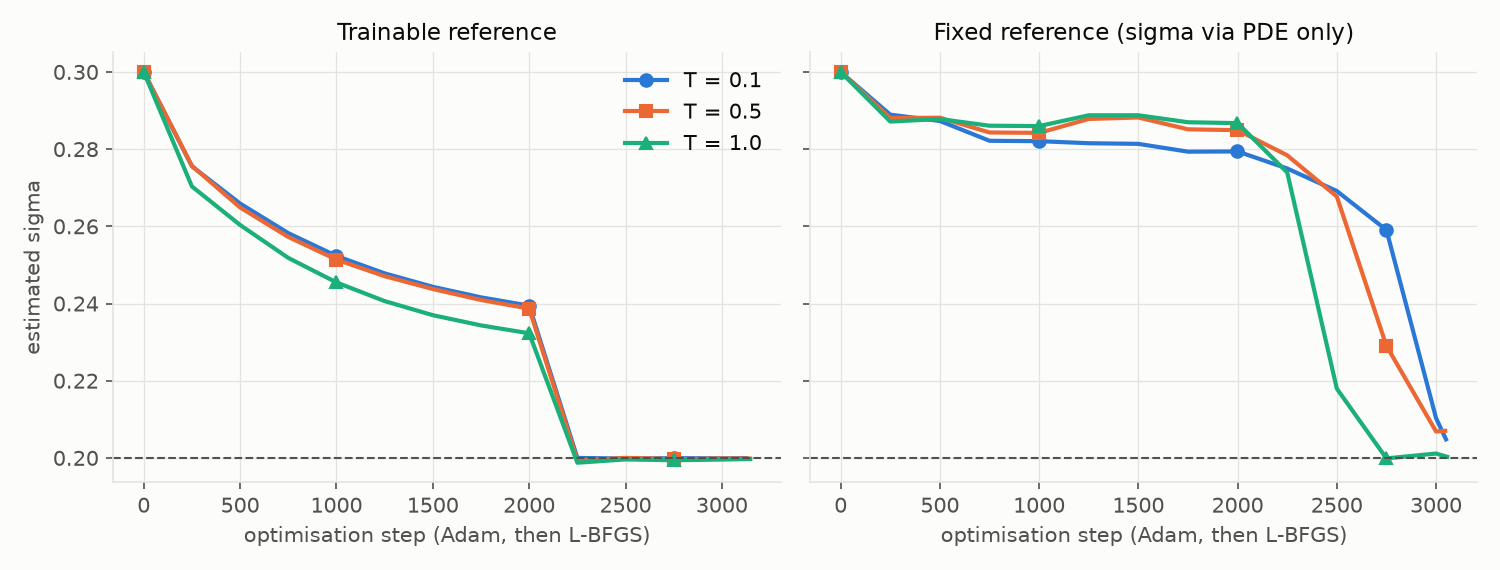 Trainable reference
Fixed reference (sigma via PDE only)
T = 0.1
T = 0.5
T = 1.0
estimated sigma
0.30
0.28
0.26
0.24
0.22
0.20
0 500 1000 1500 2000 2500 3000
0 500 1000 1500 2000 2500 3000
optimisation step (Adam, then L-BFGS)
optimisation step (Adam, then L-BFGS)